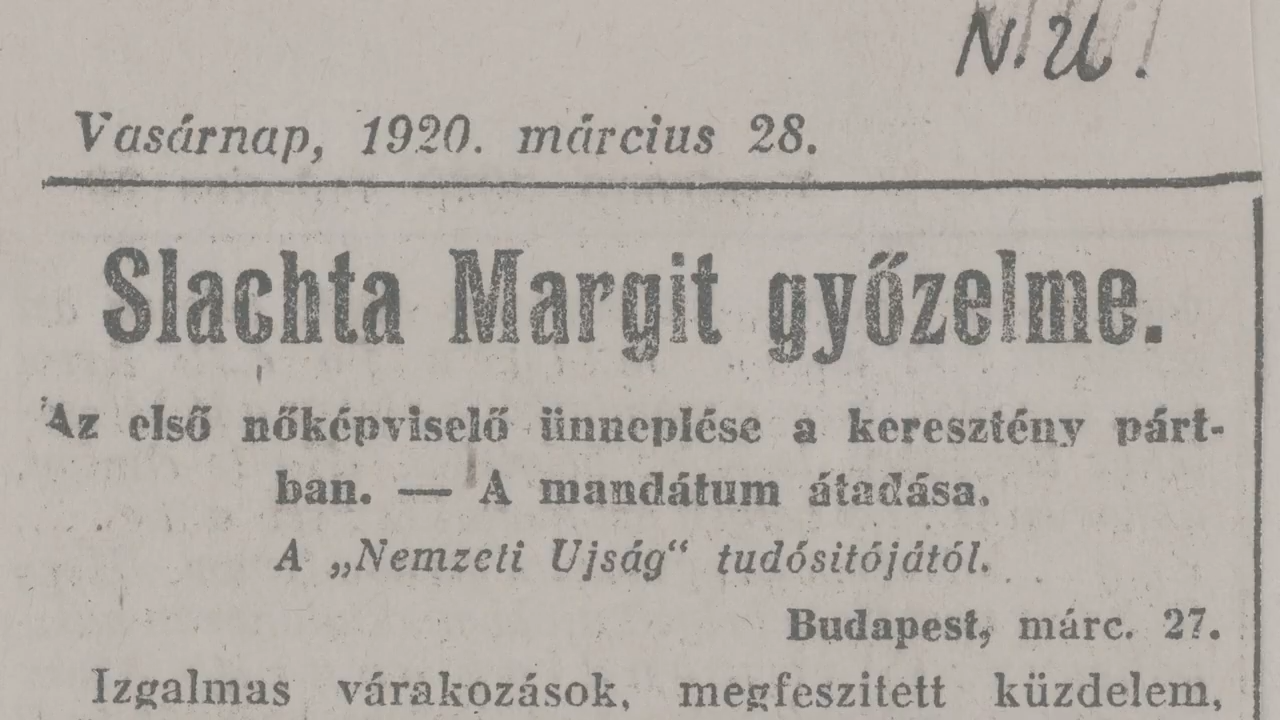 N. U!
Vasárnap, 1920. március 28.
Slachta Margit győzelme.
Az első nőképviselő ünneplése a keresztény párt-
ban. — A mandátum átadása.
A „Nemzeti Ujság“ tudósitójától.
Budapest, márc. 27.
Izgalmas várakozások, megfeszitett küzdelem,